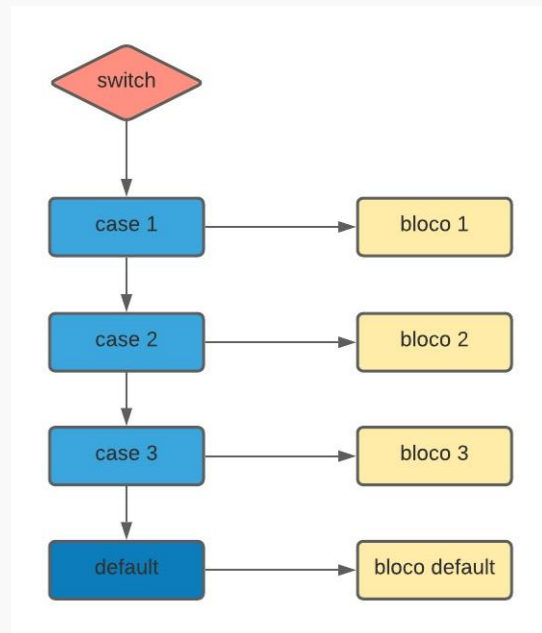 switch
case 1
bloco 1
case 2
bloco 2
case 3
bloco 3
default
bloco default